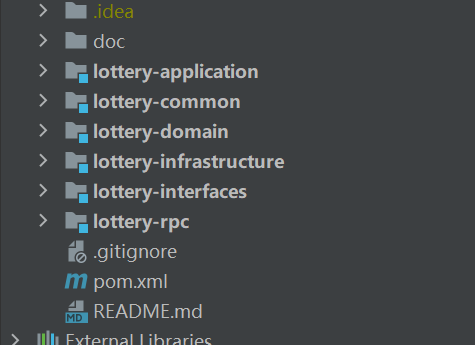 .idea
doc
lottery-application
lottery-common
lottery-domain
lottery-infrastructure
lottery-interfaces
lottery-rpc
.gitignore
pom.xml
README.md
External Libraries